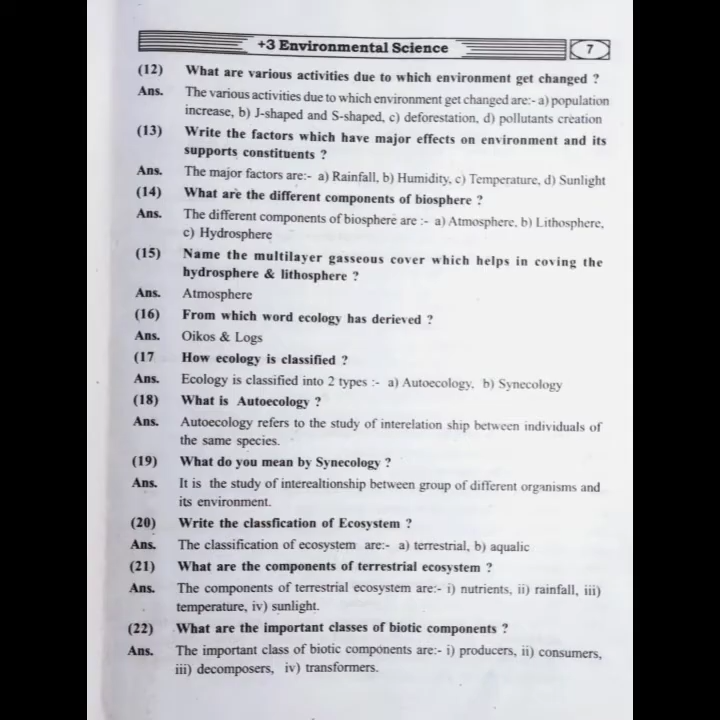 +3 Environmental Science 7
(12) What are various activities due to which environment get changed ?
Ans. The various activities due to which environment get changed are:- a) population
increase, b) J-shaped and S-shaped, c) deforestation, d) pollutants creation
(13) Write the factors which have major effects on environment and its
supports constituents ?
Ans. The major factors are:- a) Rainfall, b) Humidity, c) Temperature, d) Sunlight
(14) What are the different components of biosphere ?
Ans. The different components of biosphere are :- a) Atmosphere, b) Lithosphere,
c) Hydrosphere
(15) Name the multilayer gasseous cover which helps in coving the
hydrosphere & lithosphere ?
Ans. Atmosphere
(16) From which word ecology has derieved ?
Ans. Oikos & Logs
(17 How ecology is classified ?
Ans. Ecology is classified into 2 types :- a) Autoecology, b) Synecology
(18) What is Autoecology ?
Ans. Autoecology refers to the study of interelation ship between individuals of
the same species.
(19) What do you mean by Synecology ?
Ans. It is the study of interealtionship between group of different organisms and
its environment.
(20) Write the classfication of Ecosystem ?
Ans. The classification of ecosystem are:- a) terrestrial, b) aqualic
(21) What are the components of terrestrial ecosystem ?
Ans. The components of terrestrial ecosystem are:- i) nutrients, ii) rainfall, iii)
temperature, iv) sunlight.
(22) What are the important classes of biotic components ?
Ans. The important class of biotic components are:- i) producers, ii) consumers,
iii) decomposers, iv) transformers.